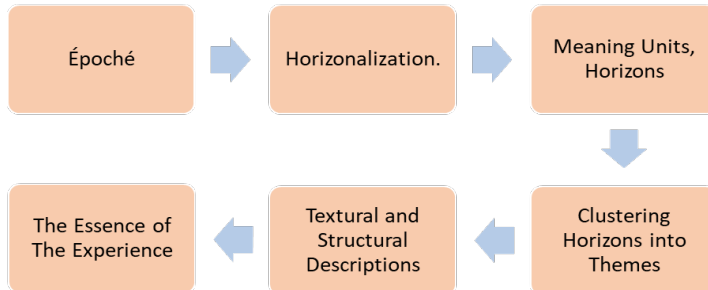 Époché
Horizonalization.
Meaning Units,
Horizons
Clustering
Horizons into
Themes
Textural and
Structural
Descriptions
The Essence of
The Experience